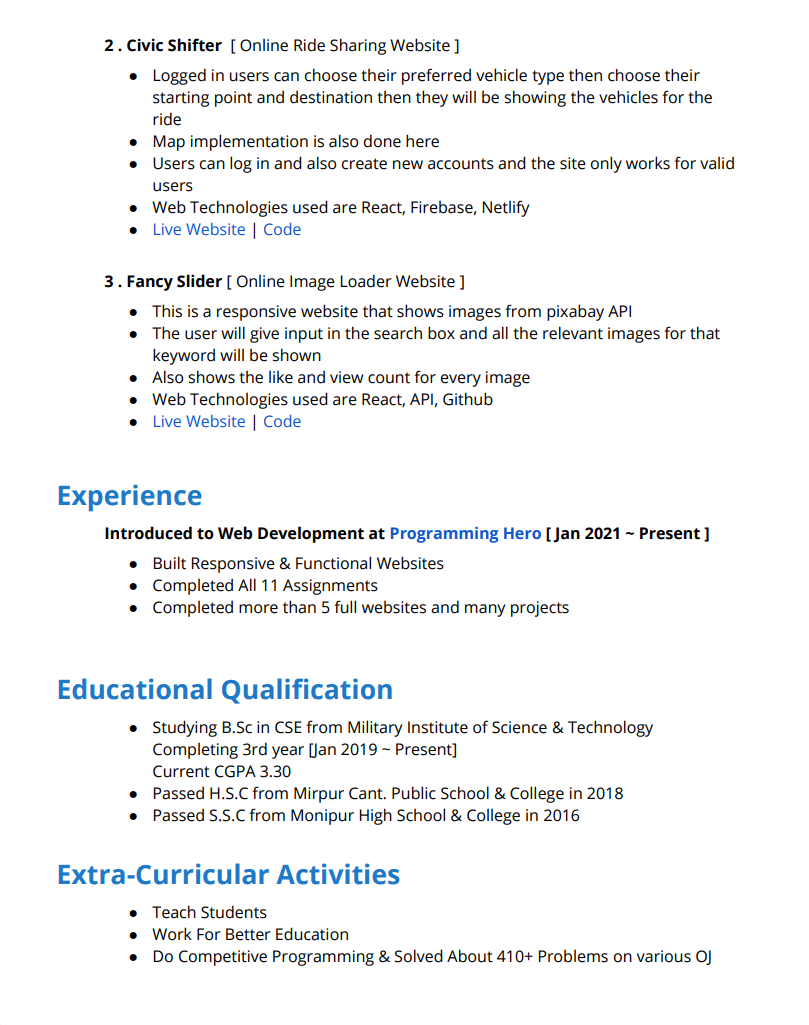 2 . Civic Shifter [ Online Ride Sharing Website ]
● Logged in users can choose their preferred vehicle type then choose their
starting point and destination then they will be showing the vehicles for the
ride
● Map implementation is also done here
● Users can log in and also create new accounts and the site only works for valid
users
● Web Technologies used are React, Firebase, Netlify
● Live Website | Code
3 . Fancy Slider [ Online Image Loader Website ]
● This is a responsive website that shows images from pixabay API
● The user will give input in the search box and all the relevant images for that
keyword will be shown
● Also shows the like and view count for every image
● Web Technologies used are React, API, Github
● Live Website | Code
Experience
Introduced to Web Development at Programming Hero [ Jan 2021 ~ Present ]
● Built Responsive & Functional Websites
● Completed All 11 Assignments
● Completed more than 5 full websites and many projects
Educational Qualification
● Studying B.Sc in CSE from Military Institute of Science & Technology
Completing 3rd year [Jan 2019 ~ Present]
Current CGPA 3.30
● Passed H.S.C from Mirpur Cant. Public School & College in 2018
● Passed S.S.C from Monipur High School & College in 2016
Extra-Curricular Activities
● Teach Students
● Work For Better Education
● Do Competitive Programming & Solved About 410+ Problems on various OJ